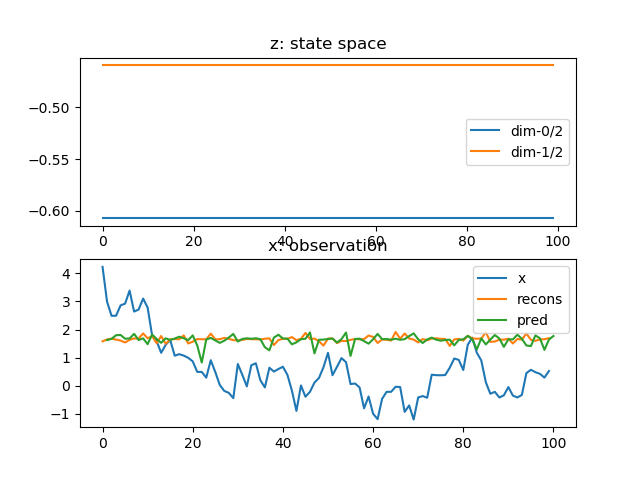 z: state space
−0.50
−0.55
−0.60
dim-0/2
dim-1/2
0 20 40 60 80 100
x: observation
4
3
2
1
0
−1
x
recons
pred
0 20 40 60 80 100